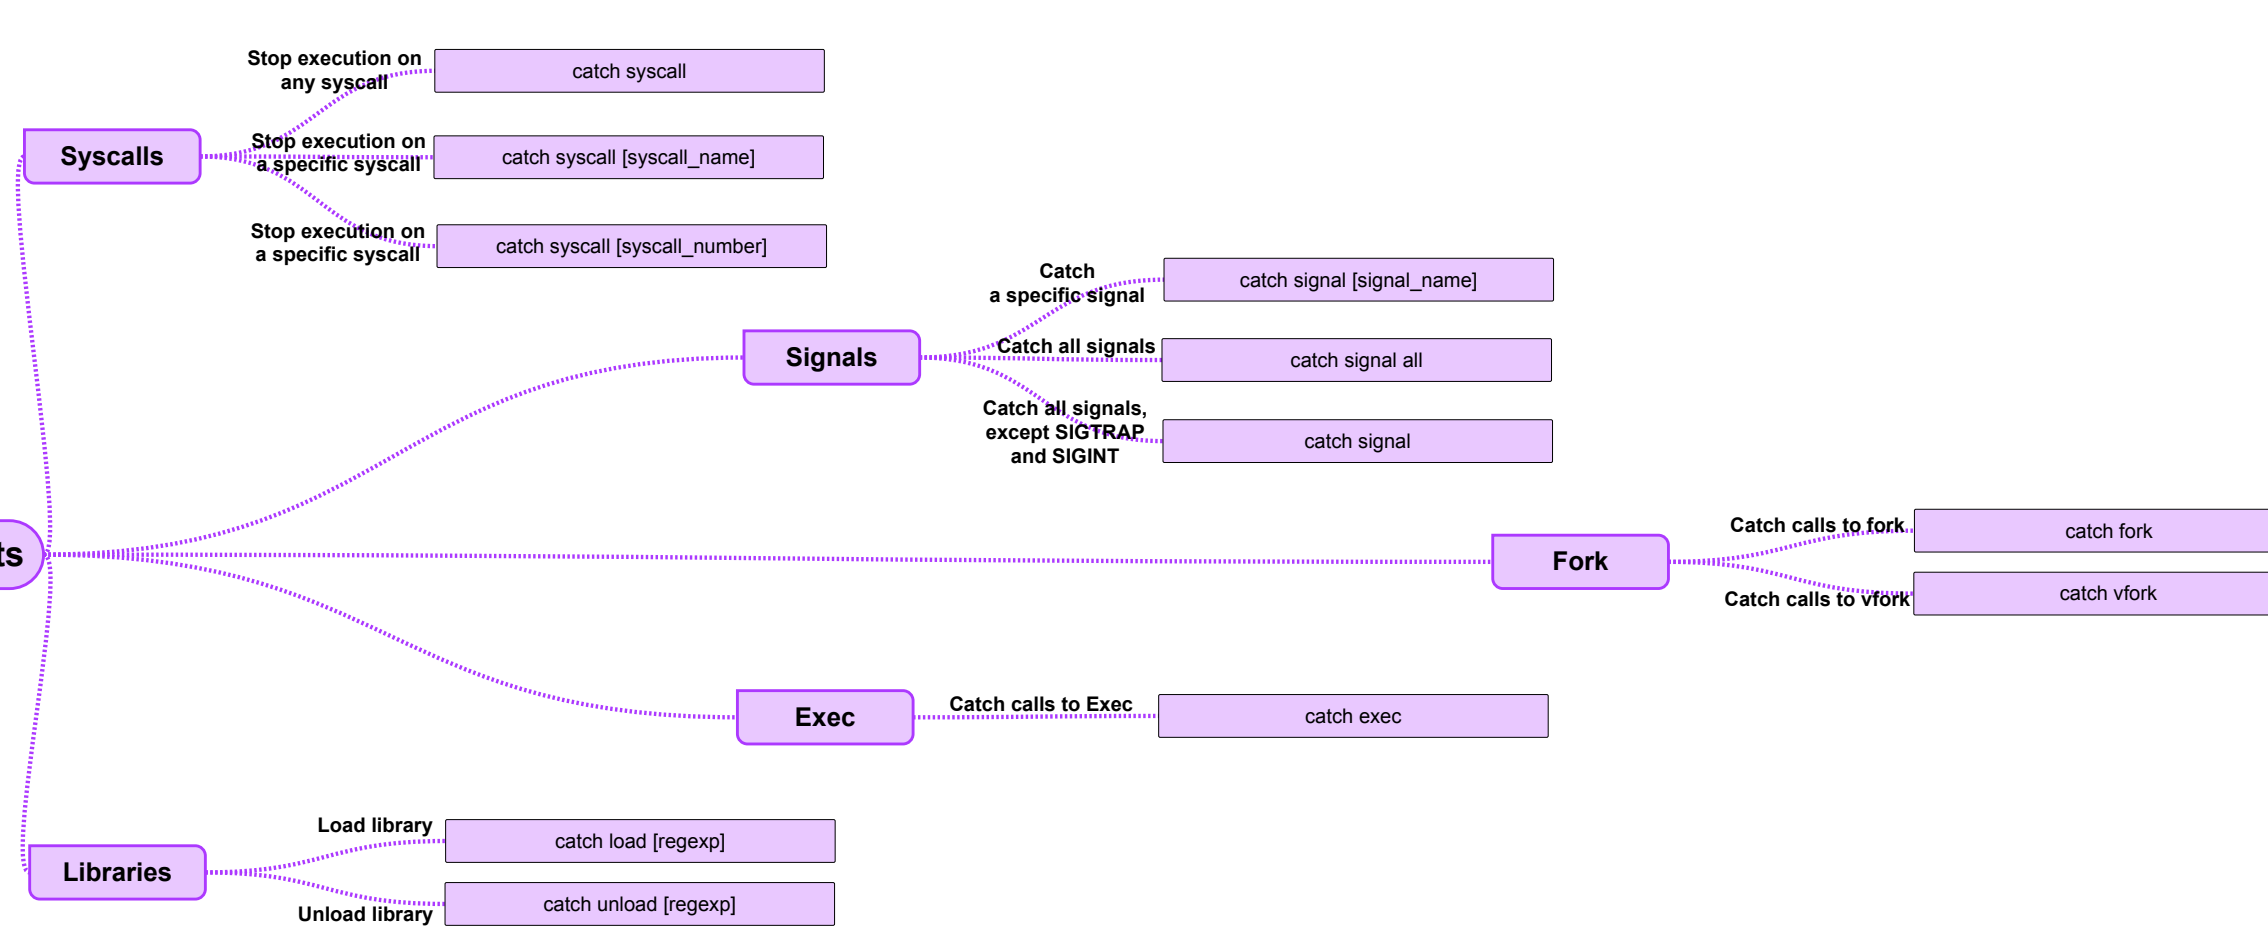 Stop execution on
any syscall
catch syscall
Syscalls
Stop execution on
a specific syscall
catch syscall [syscall_name]
Stop execution on
a specific syscall
catch syscall [syscall_number]
Catch
a specific signal
catch signal [signal_name]
Signals
Catch all signals
catch signal all
Catch all signals,
except SIGTRAP
and SIGINT
catch signal
ts
Fork
Catch calls to fork
catch fork
Catch calls to vfork
catch vfork
Exec
Catch calls to Exec
catch exec
Libraries
Load library
catch load [regexp]
Unload library
catch unload [regexp]